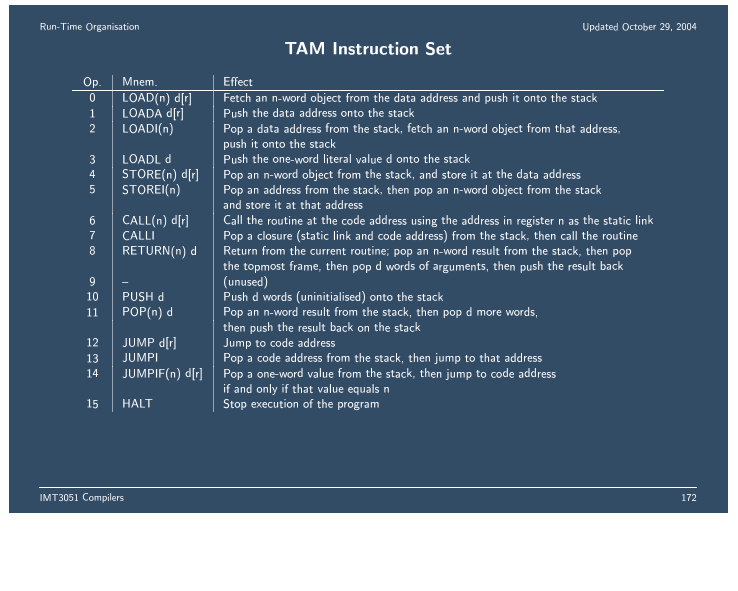 Run-Time Organisation Updated October 29, 2004
TAM Instruction Set
Op. Mnem. Effect
0 LOAD(n) d[r] Fetch an n-word object from the data address and push it onto the stack
1 LOADA d[r] Push the data address onto the stack
2 LOADI(n) Pop a data address from the stack, fetch an n-word object from that address,
push it onto the stack
3 LOADL d Push the one-word literal value d onto the stack
4 STORE(n) d[r] Pop an n-word object from the stack, and store it at the data address
5 STOREI(n) Pop an address from the stack, then pop an n-word object from the stack
and store it at that address
6 CALL(n) d[r] Call the routine at the code address using the address in register n as the static link
7 CALLI Pop a closure (static link and code address) from the stack, then call the routine
8 RETURN(n) d Return from the current routine; pop an n-word result from the stack, then pop
the topmost frame, then pop d words of arguments, then push the result back
9 – (unused)
10 PUSH d Push d words (uninitialised) onto the stack
11 POP(n) d Pop an n-word result from the stack, then pop d more words,
then push the result back on the stack
12 JUMP d[r] Jump to code address
13 JUMPI Pop a code address from the stack, then jump to that address
14 JUMPIF(n) d[r] Pop a one-word value from the stack, then jump to code address
if and only if that value equals n
15 HALT Stop execution of the program
IMT3051 Compilers 172